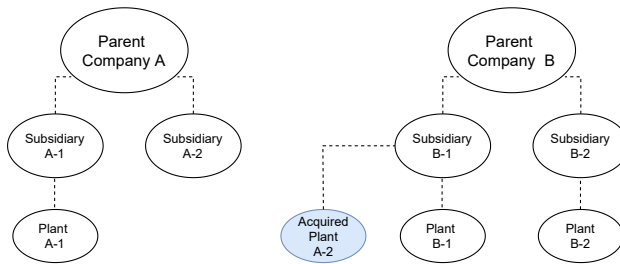 Parent
Company A
Parent
Company B
Subsidiary
A-1
Subsidiary
A-2
Subsidiary
B-1
Subsidiary
B-2
Plant
A-1
Acquired
Plant
A-2
Plant
B-1
Plant
B-2